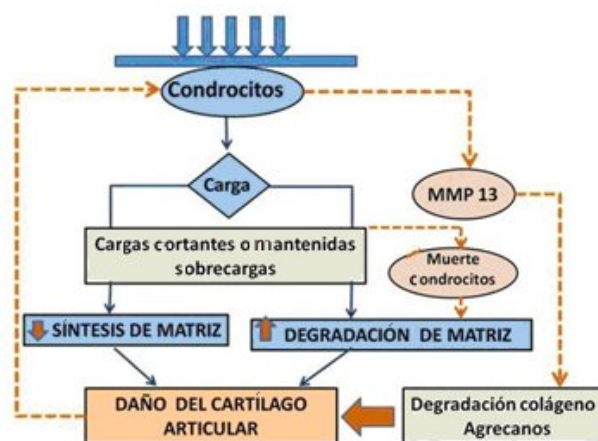 Condrocitos
Carga
MMP 13
Cargas cortantes o mantenidas
sobrecargas
Muerte
condrocitos
SÍNTESIS DE MATRIZ
DEGRADACIÓN DE MATRIZ
DAÑO DEL CARTÍLAGO
ARTICULAR
Degradación colágeno
Agrecanos